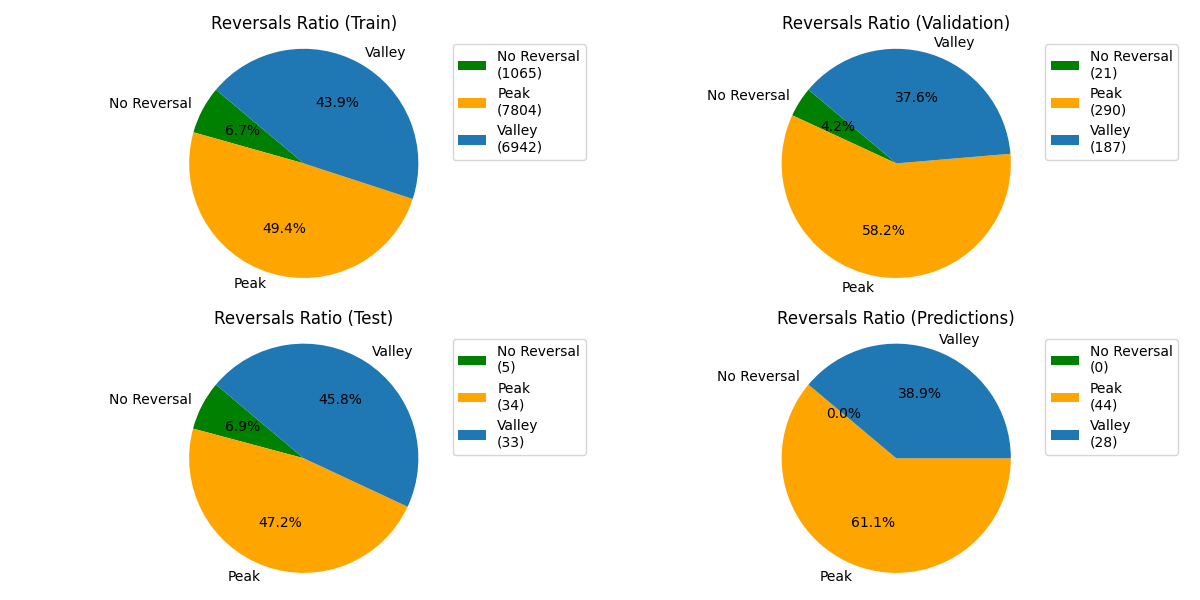 Reversals Ratio (Train)
Valley
No Reversal
43.9%
6.7%
49.4%
Peak
No Reversal
(1065)
Peak
(7804)
Valley
(6942)
Reversals Ratio (Validation)
Valley
No Reversal
37.6%
4.2%
58.2%
Peak
No Reversal
(21)
Peak
(290)
Valley
(187)
Reversals Ratio (Test)
Valley
No Reversal
45.8%
6.9%
47.2%
Peak
No Reversal
(5)
Peak
(34)
Valley
(33)
Reversals Ratio (Predictions)
Valley
No Reversal
38.9%
0.0%
61.1%
Peak
No Reversal
(0)
Peak
(44)
Valley
(28)